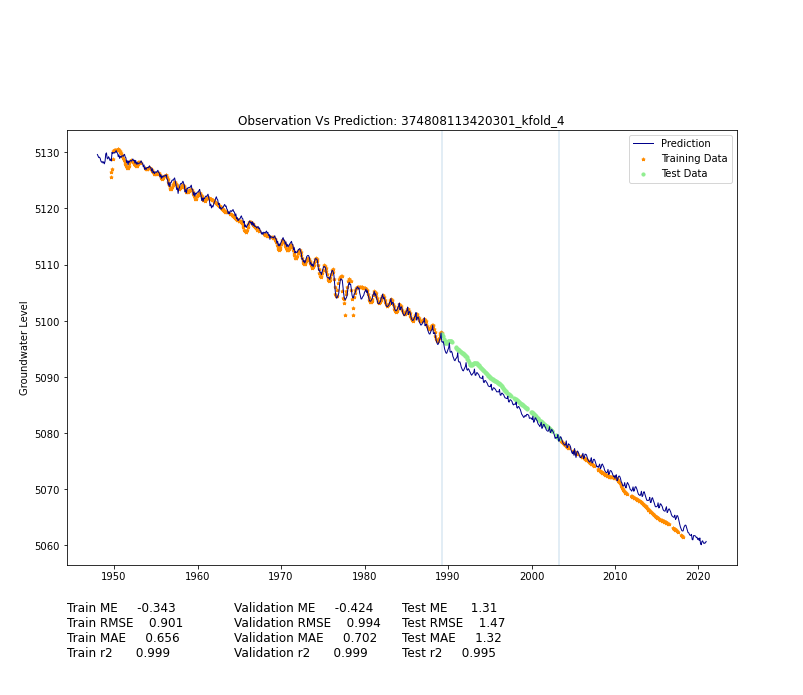 Observation Vs Prediction: 374808113420301_kfold_4
Prediction
Training Data
Test Data
Groundwater Level
5130
5120
5110
5100
5090
5080
5070
5060
1950 1960 1970 1980 1990 2000 2010 2020
Train ME -0.343 Validation ME -0.424 Test ME 1.31
Train RMSE 0.901 Validation RMSE 0.994 Test RMSE 1.47
Train MAE 0.656 Validation MAE 0.702 Test MAE 1.32
Train r2 0.999 Validation r2 0.999 Test r2 0.995